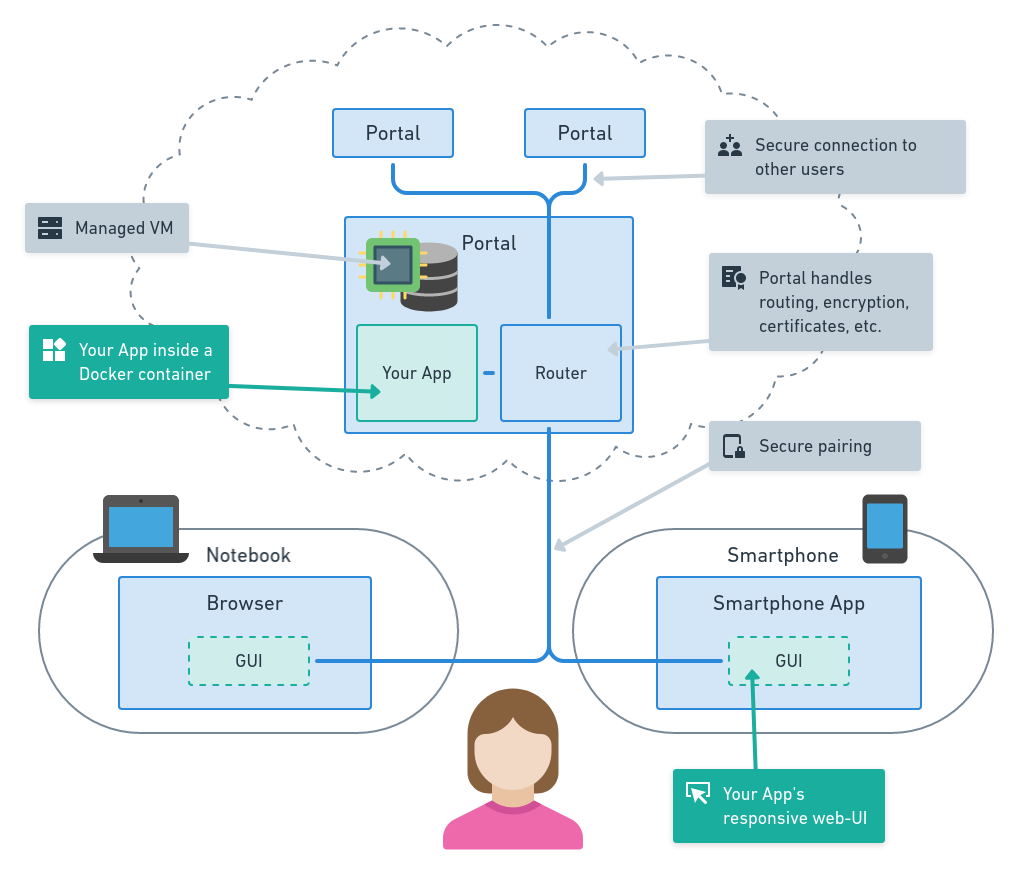 Portal
Portal
Secure connection to
other users
Managed VM
Portal
Portal handles
routing, encryption,
certificates, etc.
Your App inside a
Docker container
Your App
Router
Secure pairing
Notebook
Browser
GUI
Smartphone
Smartphone App
GUI
Your App's
responsive web-UI